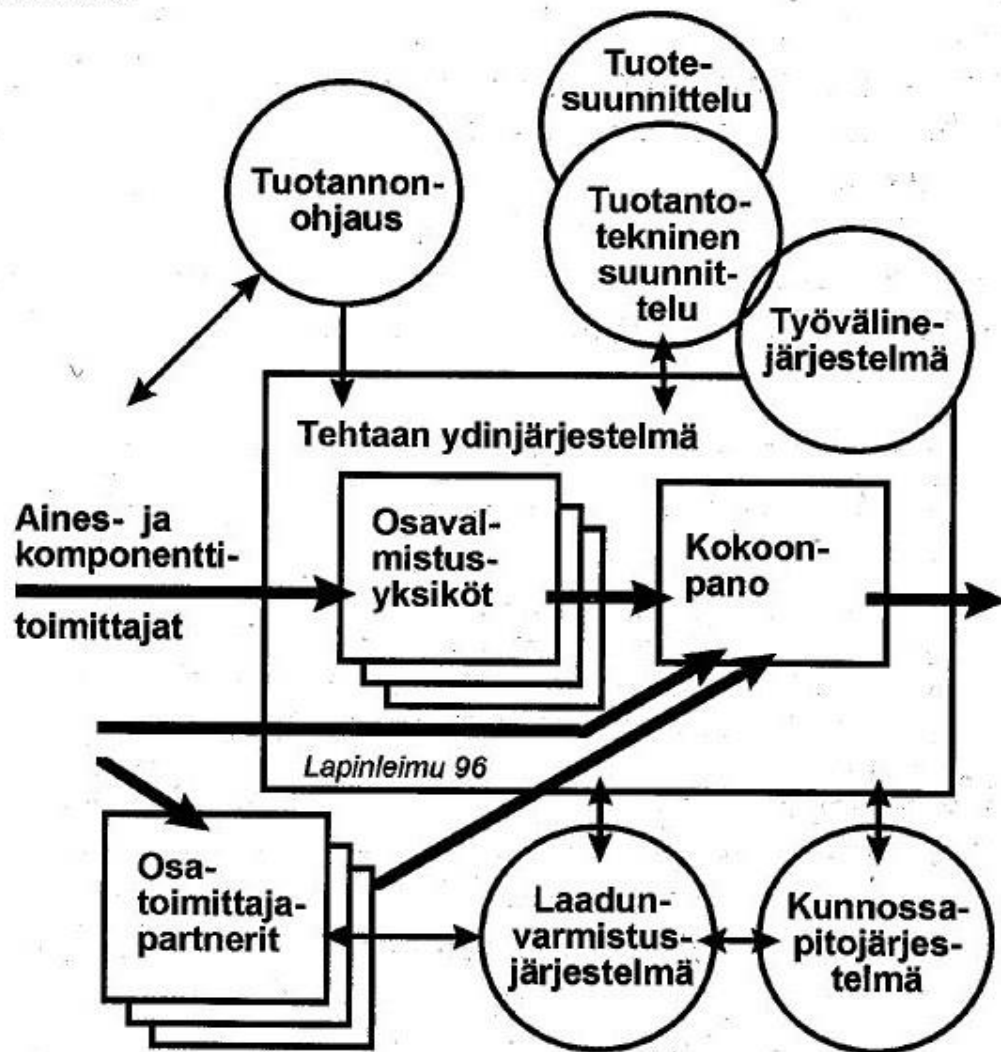 Tuote-
suunnittelu
Tuotannon-
ohjaus
Tuotanto-
tekninen
suunnit-
telu
Työväline-
järjestelmä
Tehtaan ydinjärjestelmä
Aines- ja
komponentti-
toimittajat
Osaval-
mistus-
yksiköt
Kokoon-
pano
Lapinleimu 96
Osa-
toimittaja-
partnerit
Laadun-
varmistus-
järjestelmä
Kunnossa-
pitojärjes-
telmä